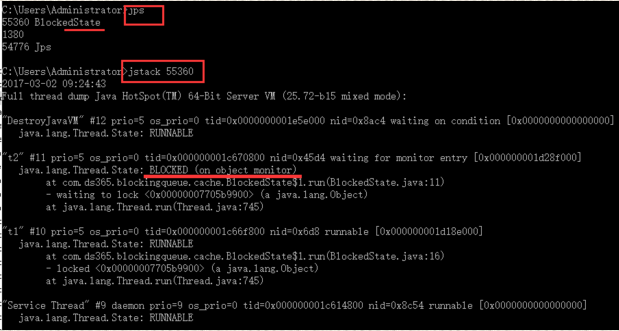 C:\Users\Administrator>jps
55360 BlockedState
1380
54776 Jps
C:\Users\Administrator>jstack 55360
2017-03-02 09:24:43
Full thread dump Java HotSpot(TM) 64-Bit Server VM (25.72-b15 mixed mode):
"DestroyJavaVM" #12 prio=5 os_prio=0 tid=0x0000000001e5e000 nid=0x8ac4 waiting on condition [0x0000000000000000]
java.lang.Thread.State: RUNNABLE
"t2" #11 prio=5 os_prio=0 tid=0x000000001c670800 nid=0x45d4 waiting for monitor entry [0x000000001d28f000]
java.lang.Thread.State: BLOCKED (on object monitor)
at com.ds365.blockingqueue.cache.BlockedState$1.run(BlockedState.java:11)
- waiting to lock <0x00000007705b9900> (a java.lang.Object)
at java.lang.Thread.run(Thread.java:745)
"t1" #10 prio=5 os_prio=0 tid=0x000000001c66f800 nid=0x6d8 runnable [0x000000001d18e000]
java.lang.Thread.State: RUNNABLE
at com.ds365.blockingqueue.cache.BlockedState$1.run(BlockedState.java:16)
- locked <0x00000007705b9900> (a java.lang.Object)
at java.lang.Thread.run(Thread.java:745)
"Service Thread" #9 daemon prio=9 os_prio=0 tid=0x000000001c614800 nid=0x8c54 runnable [0x0000000000000000]
java.lang.Thread.State: RUNNABLE